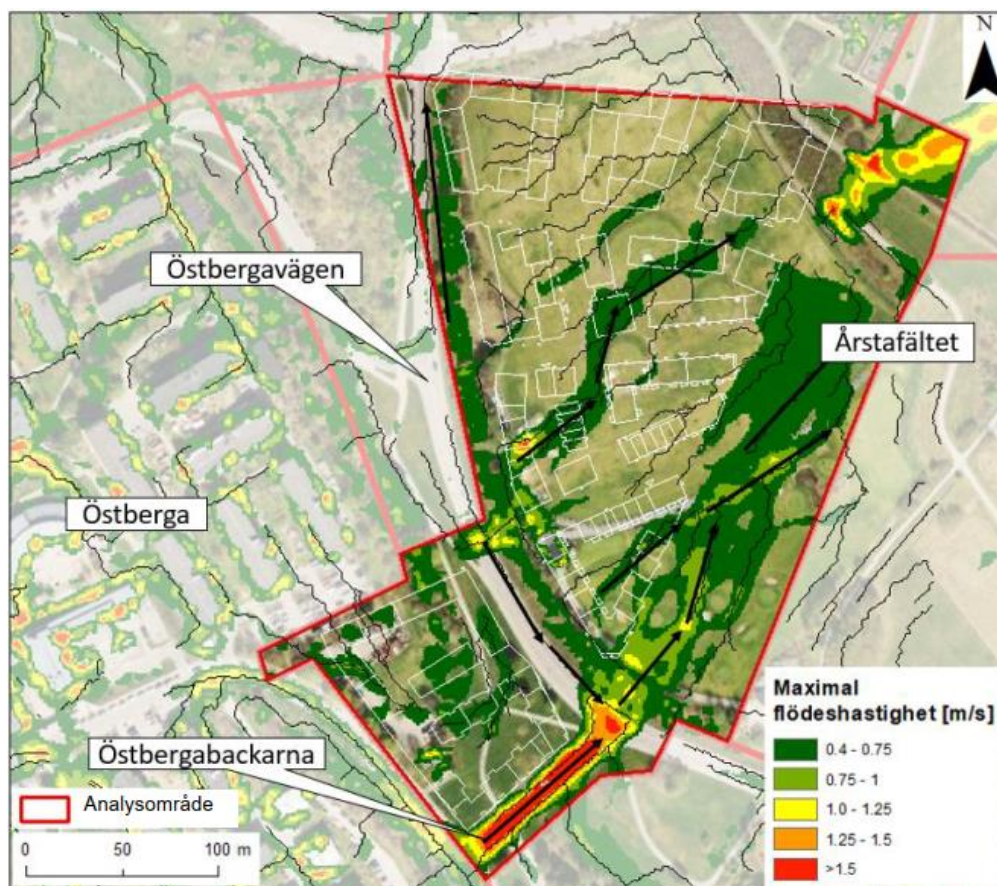 N
Östbergavägen
Årstafältet
Östberga
Östbergabackarna
Analysområde
0 50 100 m
Maximal
flödeshastighet [m/s]
0.4 - 0.75
0.75 - 1
1.0 - 1.25
1.25 - 1.5
>1.5